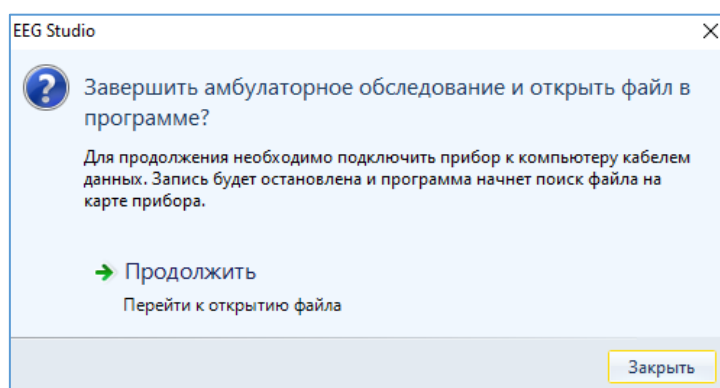 EEG Studio
Завершить амбулаторное обследование и открыть файл в
программе?
Для продолжения необходимо подключить прибор к компьютеру кабелем
данных. Запись будет остановлена и программа начнет поиск файла на
карте прибора.
Продолжить
Перейти к открытию файла
Закрыть